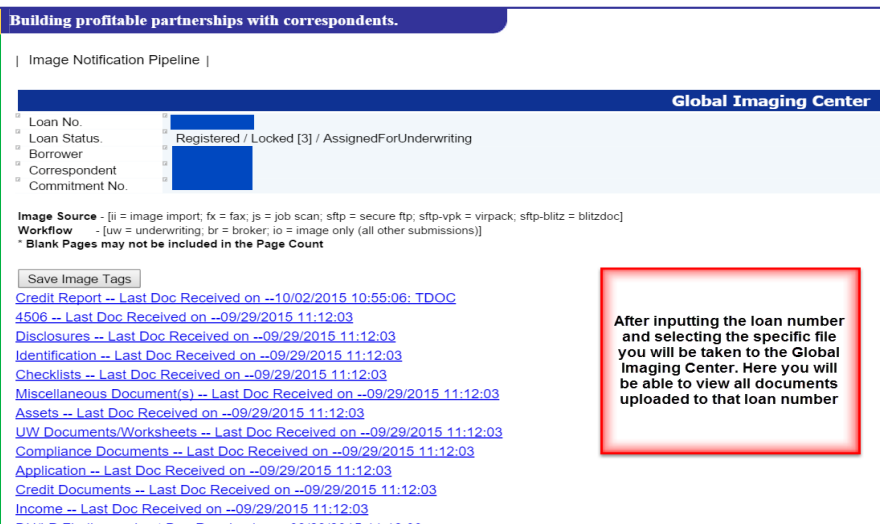 Building profitable partnerships with correspondents.
| Image Notification Pipeline |
Global Imaging Center
Loan No.
Loan Status. Registered / Locked [3] / AssignedForUnderwriting
Borrower
Correspondent
Commitment No.
Image Source - [ii = image import; fx = fax; js = job scan; sftp = secure ftp; sftp-vpk = virpack; sftp-blitz = blitzdoc]
Workflow - [uw = underwriting; br = broker; io = image only (all other submissions)]
* Blank Pages may not be included in the Page Count
Save Image Tags
Credit Report -- Last Doc Received on --10/02/2015 10:55:06: TDOC
4506 -- Last Doc Received on --09/29/2015 11:12:03
Disclosures -- Last Doc Received on --09/29/2015 11:12:03
Identification -- Last Doc Received on --09/29/2015 11:12:03
Checklists -- Last Doc Received on --09/29/2015 11:12:03
Miscellaneous Document(s) -- Last Doc Received on --09/29/2015 11:12:03
Assets -- Last Doc Received on --09/29/2015 11:12:03
UW Documents/Worksheets -- Last Doc Received on --09/29/2015 11:12:03
Compliance Documents -- Last Doc Received on --09/29/2015 11:12:03
Application -- Last Doc Received on --09/29/2015 11:12:03
Credit Documents -- Last Doc Received on --09/29/2015 11:12:03
Income -- Last Doc Received on --09/29/2015 11:12:03
After inputting the loan number
and selecting the specific file
you will be taken to the Global
Imaging Center. Here you will
be able to view all documents
uploaded to that loan number